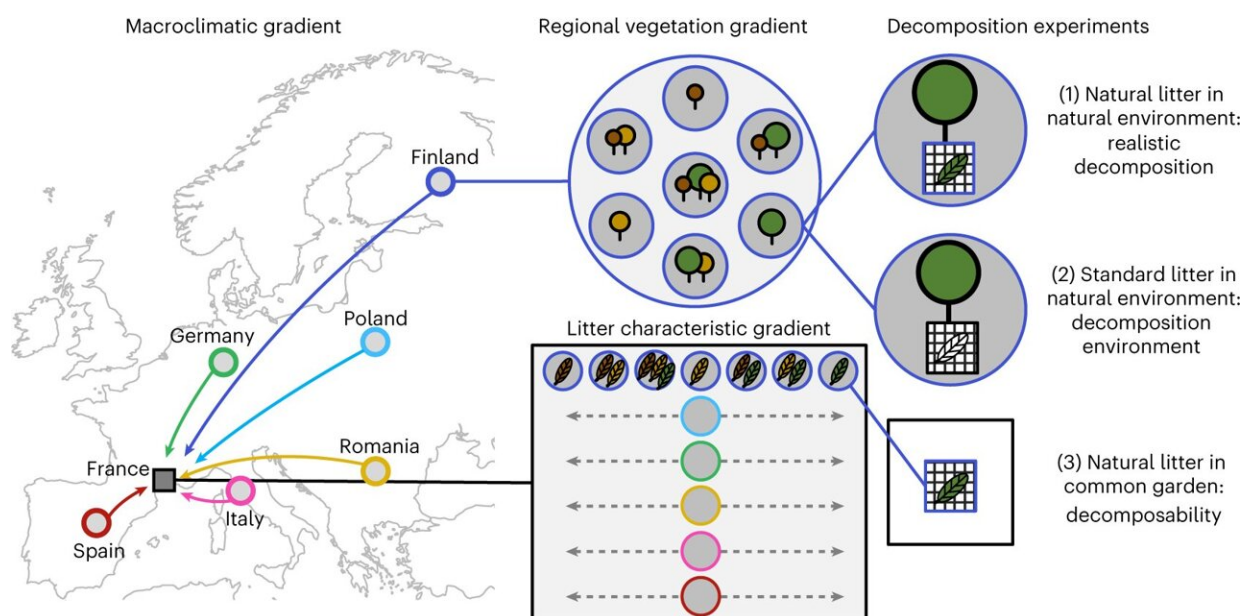 Macroclimatic gradient
Regional vegetation gradient
Decomposition experiments
Finland
Germany
Poland
Romania
France
Italy
Spain
Litter characteristic gradient
(1) Natural litter in
natural environment:
realistic
decomposition
(2) Standard litter in
natural environment:
decomposition
environment
(3) Natural litter in
common garden:
decomposability